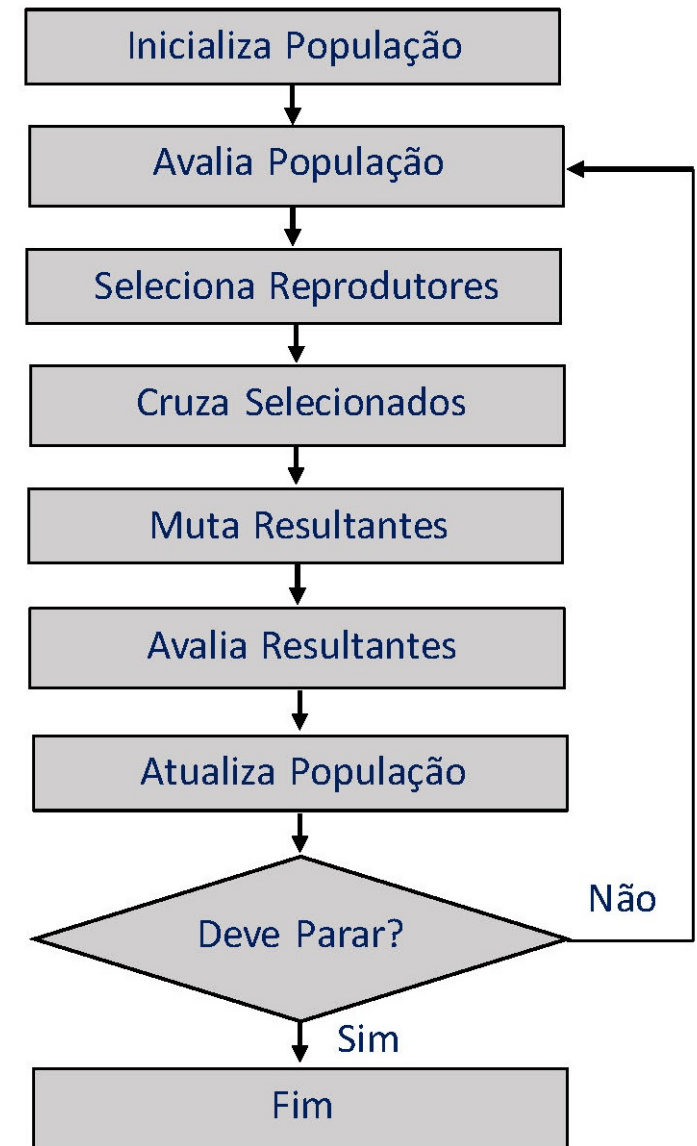 Inicializa População
Avalia População
Seleciona Reprodutores
Cruza Selecionados
Muta Resultantes
Avalia Resultantes
Atualiza População
Deve Parar?
Não
Sim
Fim